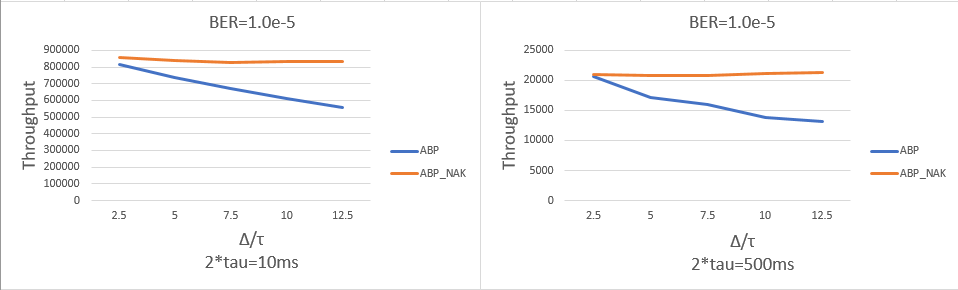 BER=1.0e-5
900000
800000
700000
600000
500000
400000
300000
200000
100000
0
Throughput
2.5 5 7.5 10 12.5
Δ/τ
2*tau=10ms
ABP
ABP_NAK
BER=1.0e-5
25000
20000
15000
10000
5000
0
Throughput
2.5 5 7.5 10 12.5
Δ/τ
2*tau=500ms
ABP
ABP_NAK